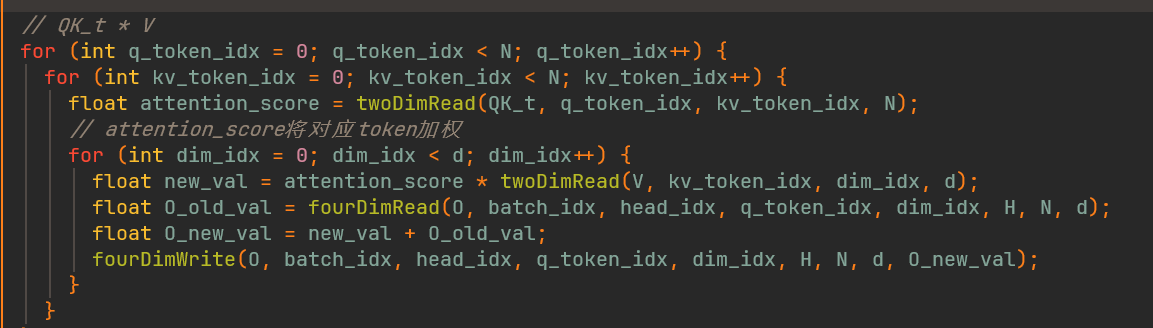 // QK_t * V
for (int q_token_idx = 0; q_token_idx < N; q_token_idx++) {
for (int kv_token_idx = 0; kv_token_idx < N; kv_token_idx++) {
float attention_score = twoDimRead(QK_t, q_token_idx, kv_token_idx, N);
// attention_score将对应token加权
for (int dim_idx = 0; dim_idx < d; dim_idx++) {
float new_val = attention_score * twoDimRead(V, kv_token_idx, dim_idx, d);
float O_old_val = fourDimRead(O, batch_idx, head_idx, q_token_idx, dim_idx, H, N, d);
float O_new_val = new_val + O_old_val;
fourDimWrite(O, batch_idx, head_idx, q_token_idx, dim_idx, H, N, d, O_new_val);
}
}